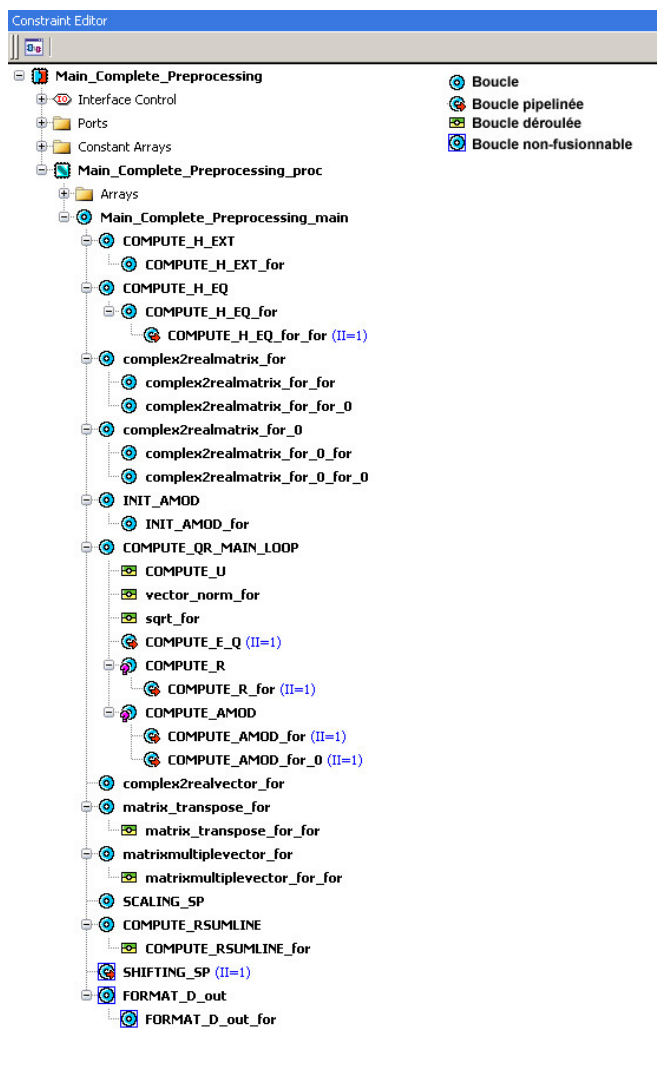 Constraint Editor
Main_Complete_Preprocessing
Interface Control
Ports
Constant Arrays
Main_Complete_Preprocessing_proc
Arrays
Main_Complete_Preprocessing_main
COMPUTE_H_EXT
COMPUTE_H_EXT_for
COMPUTE_H_EQ
COMPUTE_H_EQ_for
COMPUTE_H_EQ_for_for (II=1)
complex2realmatrix_for
complex2realmatrix_for_for
complex2realmatrix_for_for_0
complex2realmatrix_for_0
complex2realmatrix_for_0_for
complex2realmatrix_for_0_for_0
INIT_AMOD
INIT_AMOD_for
COMPUTE_QR_MAIN_LOOP
COMPUTE_U
vector_norm_for
sqrt_for
COMPUTE_E_Q (II=1)
COMPUTE_R
COMPUTE_R_for (II=1)
COMPUTE_AMOD
COMPUTE_AMOD_for (II=1)
COMPUTE_AMOD_for_0 (II=1)
complex2realvector_for
matrix_transpose_for
matrix_transpose_for_for
matrixmultiplevector_for
matrixmultiplevector_for_for
SCALING_SP
COMPUTE_RSUMLINE
COMPUTE_RSUMLINE_for
SHIFTING_SP (II=1)
FORMAT_D_out
FORMAT_D_out_for
Boucle
Boucle pipelinée
Boucle déroulée
Boucle non-fusionnable